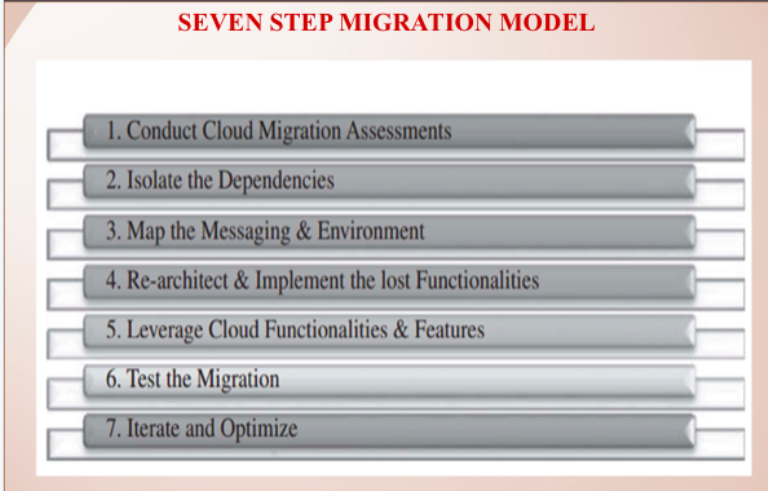 SEVEN STEP MIGRATION MODEL
1. Conduct Cloud Migration Assessments
2. Isolate the Dependencies
3. Map the Messaging & Environment
4. Re-architect & Implement the lost Functionalities
5. Leverage Cloud Functionalities & Features
6. Test the Migration
7. Iterate and Optimize